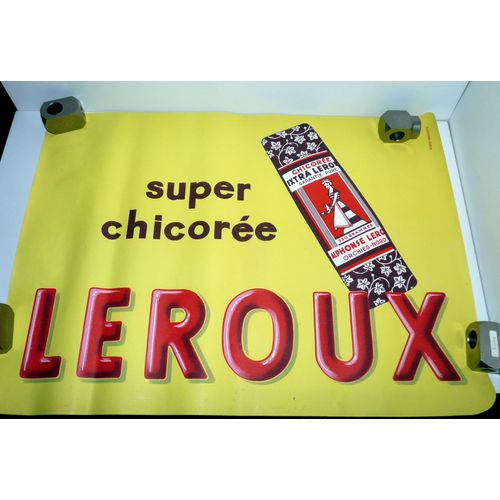 super
chicorée
CHICORÉE
EXTRA LEROUX
GARANTIE PURE
ALPHONSE LEROUX
ORCHIES-NORD
LEROUX